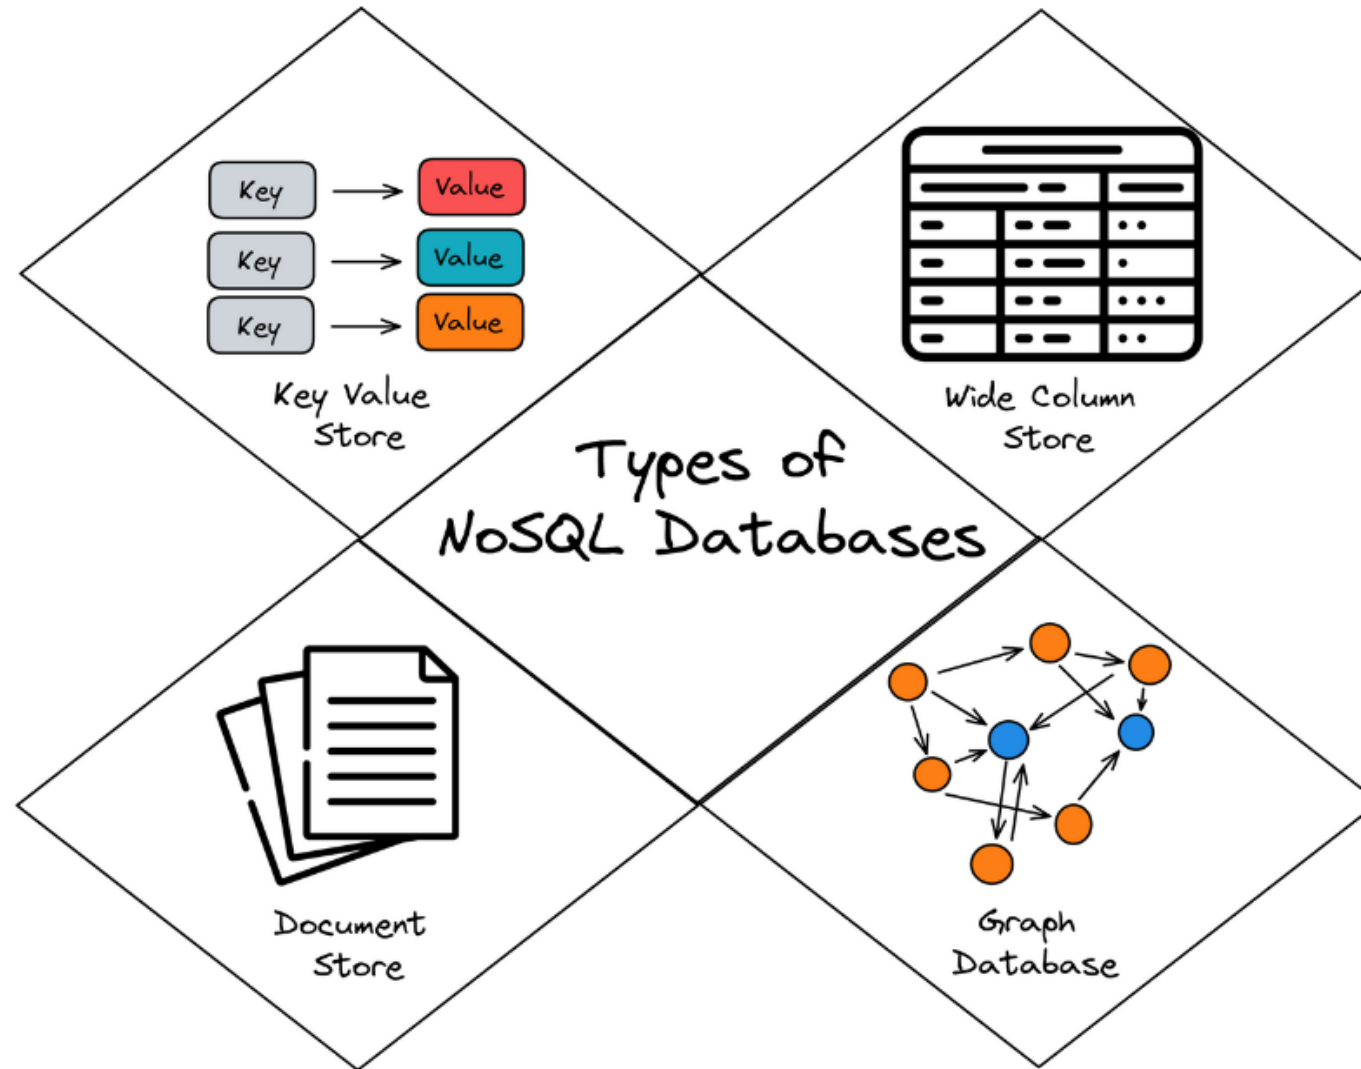 Key
Value
Key
Value
Key
Value
Key Value
Store
Wide Column
Store
Types of
NoSQL Databases
Document
Store
Graph
Database